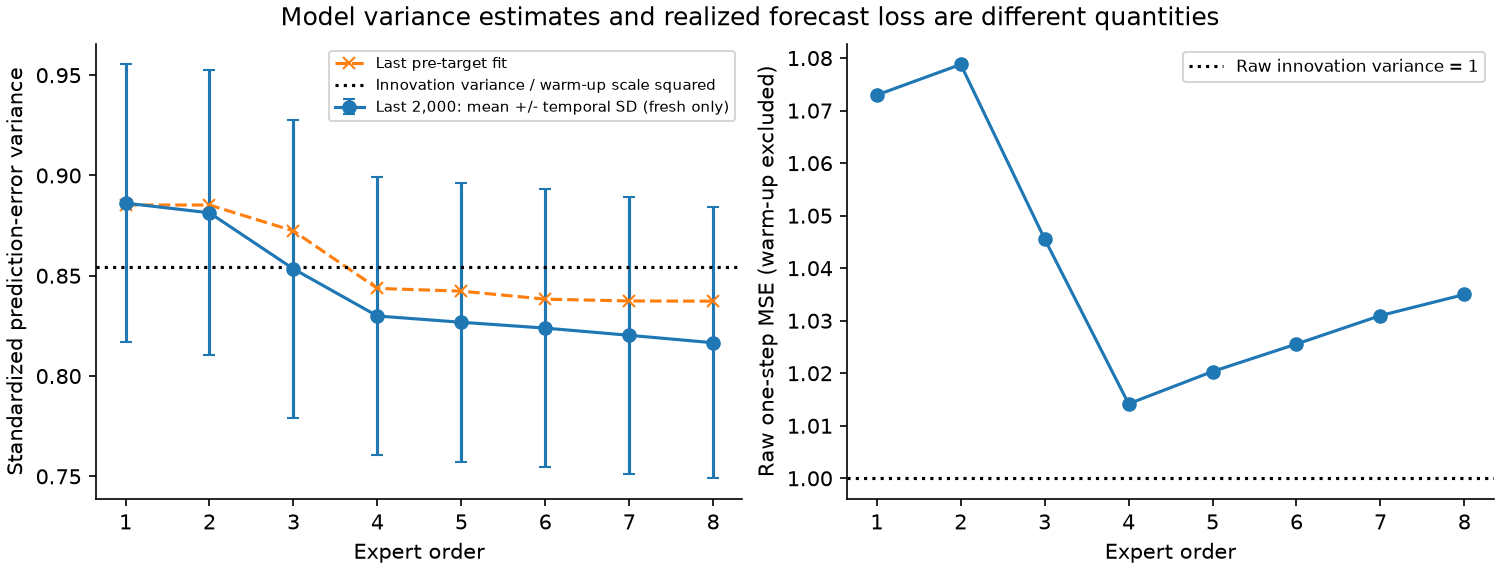 Model variance estimates and realized forecast loss are different quantities
Standardized prediction-error variance
0.95
0.90
0.85
0.80
0.75
Last pre-target fit
Innovation variance / warm-up scale squared
Last 2,000: mean +/- temporal SD (fresh only)
1 2 3 4 5 6 7 8
Expert order
Raw one-step MSE (warm-up excluded)
1.08
1.07
1.06
1.05
1.04
1.03
1.02
1.01
1.00
Raw innovation variance = 1
1 2 3 4 5 6 7 8
Expert order